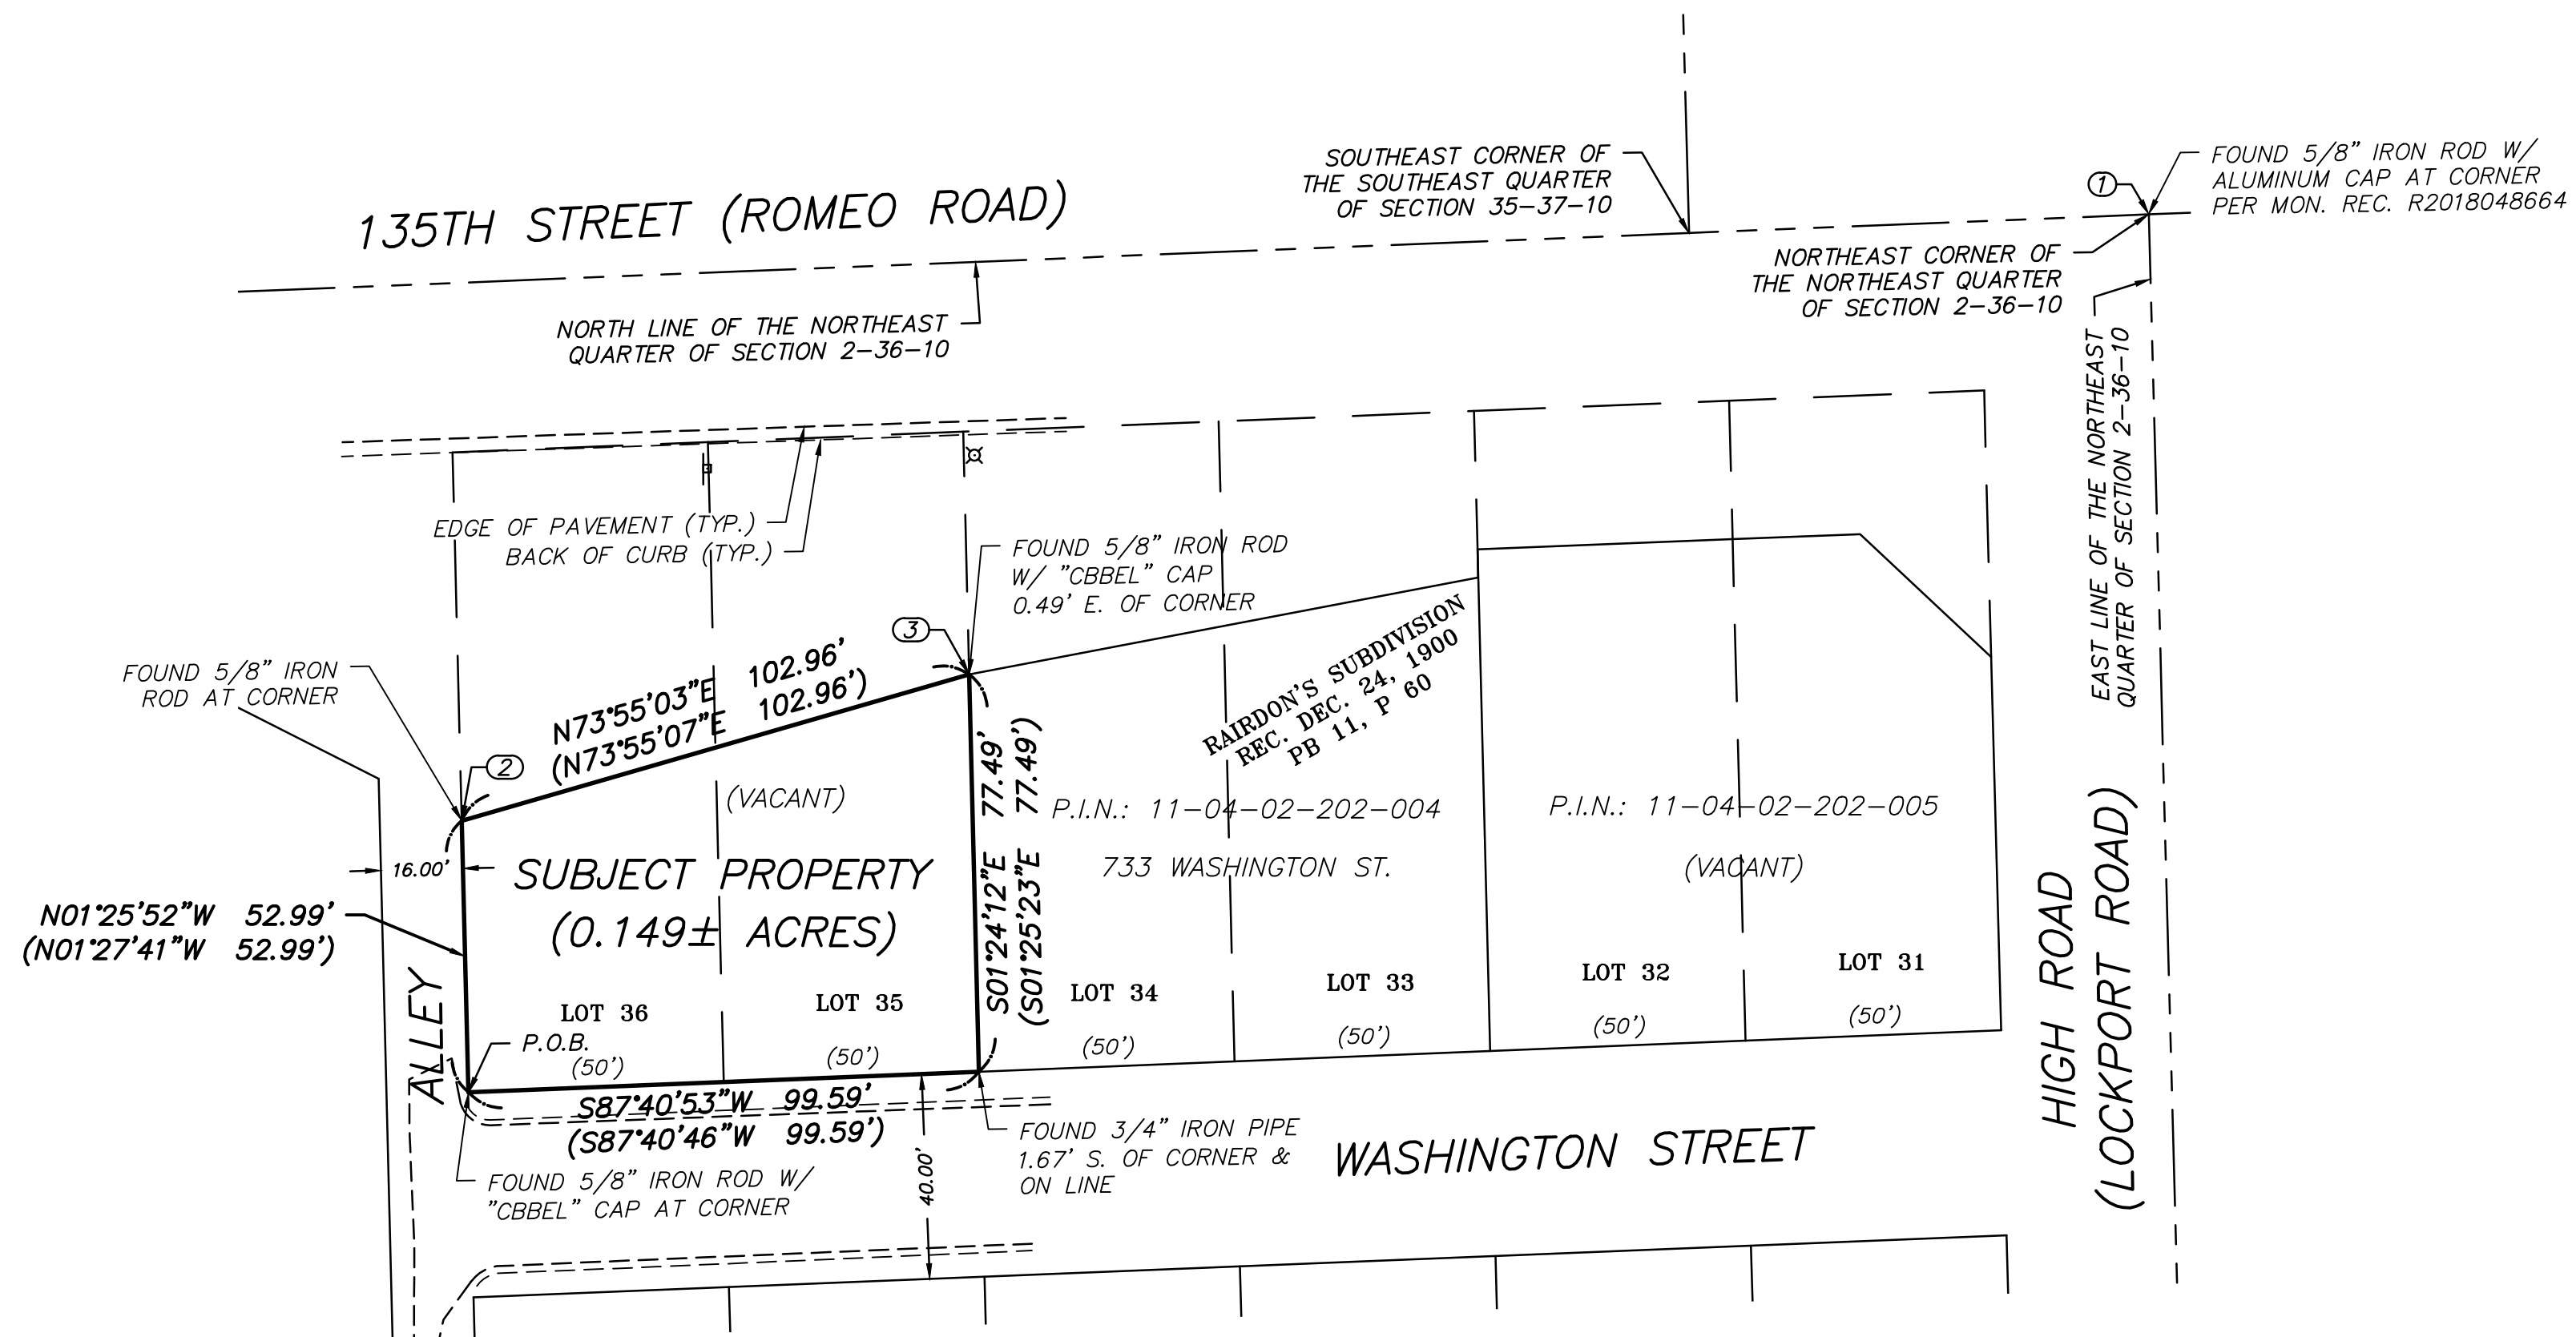 135TH STREET (ROMEO ROAD)
SOUTHEAST CORNER OF
THE SOUTHEAST QUARTER
OF SECTION 35-37-10
1
FOUND 5/8" IRON ROD W/
ALUMINUM CAP AT CORNER
PER MON. REC. R2018048664
NORTHEAST CORNER OF
THE NORTHEAST QUARTER
OF SECTION 2-36-10
NORTH LINE OF THE NORTHEAST
QUARTER OF SECTION 2-36-10
EAST LINE OF THE NORTHEAST
QUARTER OF SECTION 2-36-10
EDGE OF PAVEMENT (TYP.)
BACK OF CURB (TYP.)
FOUND 5/8" IRON ROD
W/ "CBBEL" CAP
0.49' E. OF CORNER
3
FOUND 5/8" IRON
ROD AT CORNER
N73°55'03"E 102.96'
(N73°55'07"E 102.96')
2
RAIRDON'S SUBDIVISION
REC. DEC. 24, 1900
PB 11, P 60
(VACANT)
S01°24'12"E 77.49'
(S01°25'23"E 77.49')
P.I.N.: 11-04-02-202-004
733 WASHINGTON ST.
P.I.N.: 11-04-02-202-005
(VACANT)
16.00'
SUBJECT PROPERTY
(0.149± ACRES)
N01°25'52"W 52.99'
(N01°27'41"W 52.99')
ALLEY
LOT 36
LOT 35
LOT 34
LOT 33
LOT 32
LOT 31
P.O.B.
(50')
(50')
(50')
(50')
(50')
(50')
HIGH ROAD
(LOCKPORT ROAD)
S87°40'53"W 99.59'
(S87°40'46"W 99.59')
40.00'
FOUND 5/8" IRON ROD W/
"CBBEL" CAP AT CORNER
FOUND 3/4" IRON PIPE
1.67' S. OF CORNER &
ON LINE
WASHINGTON STREET